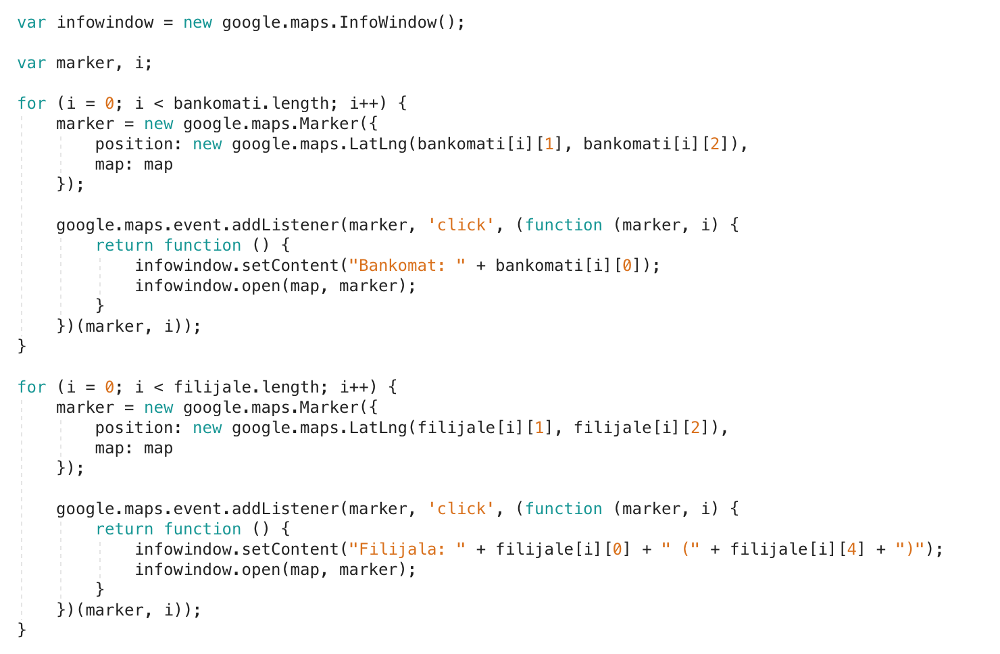 var infowindow = new google.maps.InfoWindow();

var marker, i;

for (i = 0; i < bankomati.length; i++) {
    marker = new google.maps.Marker({
        position: new google.maps.LatLng(bankomati[i][1], bankomati[i][2]),
        map: map
    });

    google.maps.event.addListener(marker, 'click', (function (marker, i) {
        return function () {
            infowindow.setContent("Bankomat: " + bankomati[i][0]);
            infowindow.open(map, marker);
        }
    })(marker, i));
}

for (i = 0; i < filijale.length; i++) {
    marker = new google.maps.Marker({
        position: new google.maps.LatLng(filijale[i][1], filijale[i][2]),
        map: map
    });

    google.maps.event.addListener(marker, 'click', (function (marker, i) {
        return function () {
            infowindow.setContent("Filijala: " + filijale[i][0] + " (" + filijale[i][4] + ")");
            infowindow.open(map, marker);
        }
    })(marker, i));
}